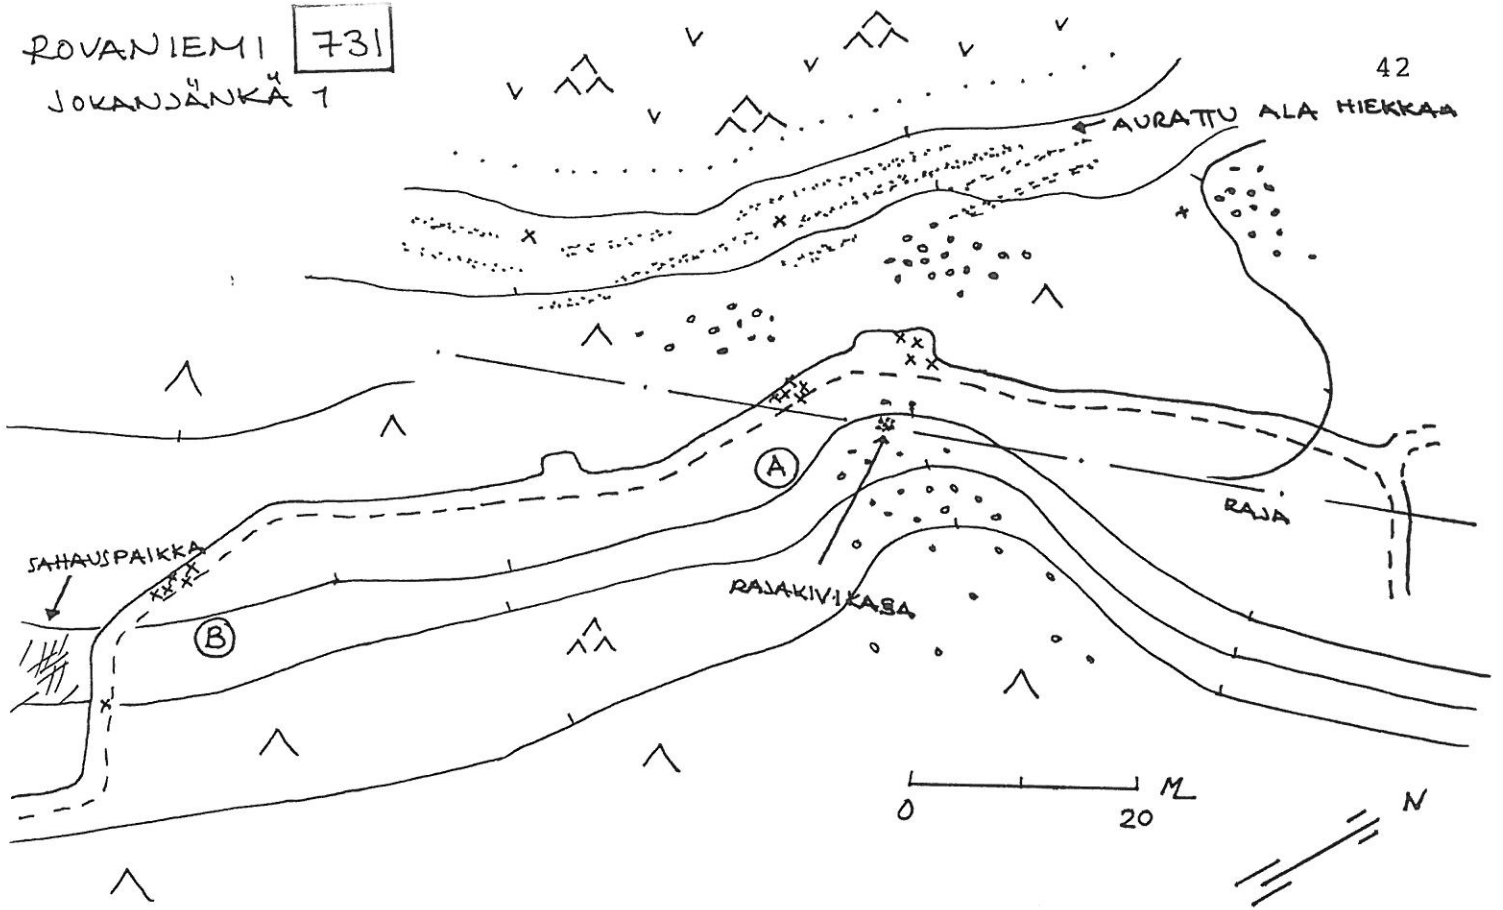 ROVANIEMI 731
JOKANJÄNKÄ 1
42
AURATTU ALA HIEKKAA
A
RAJA
SAHAUSPAIKKA
RAJAKIVIKASA
B
M
0 20
N